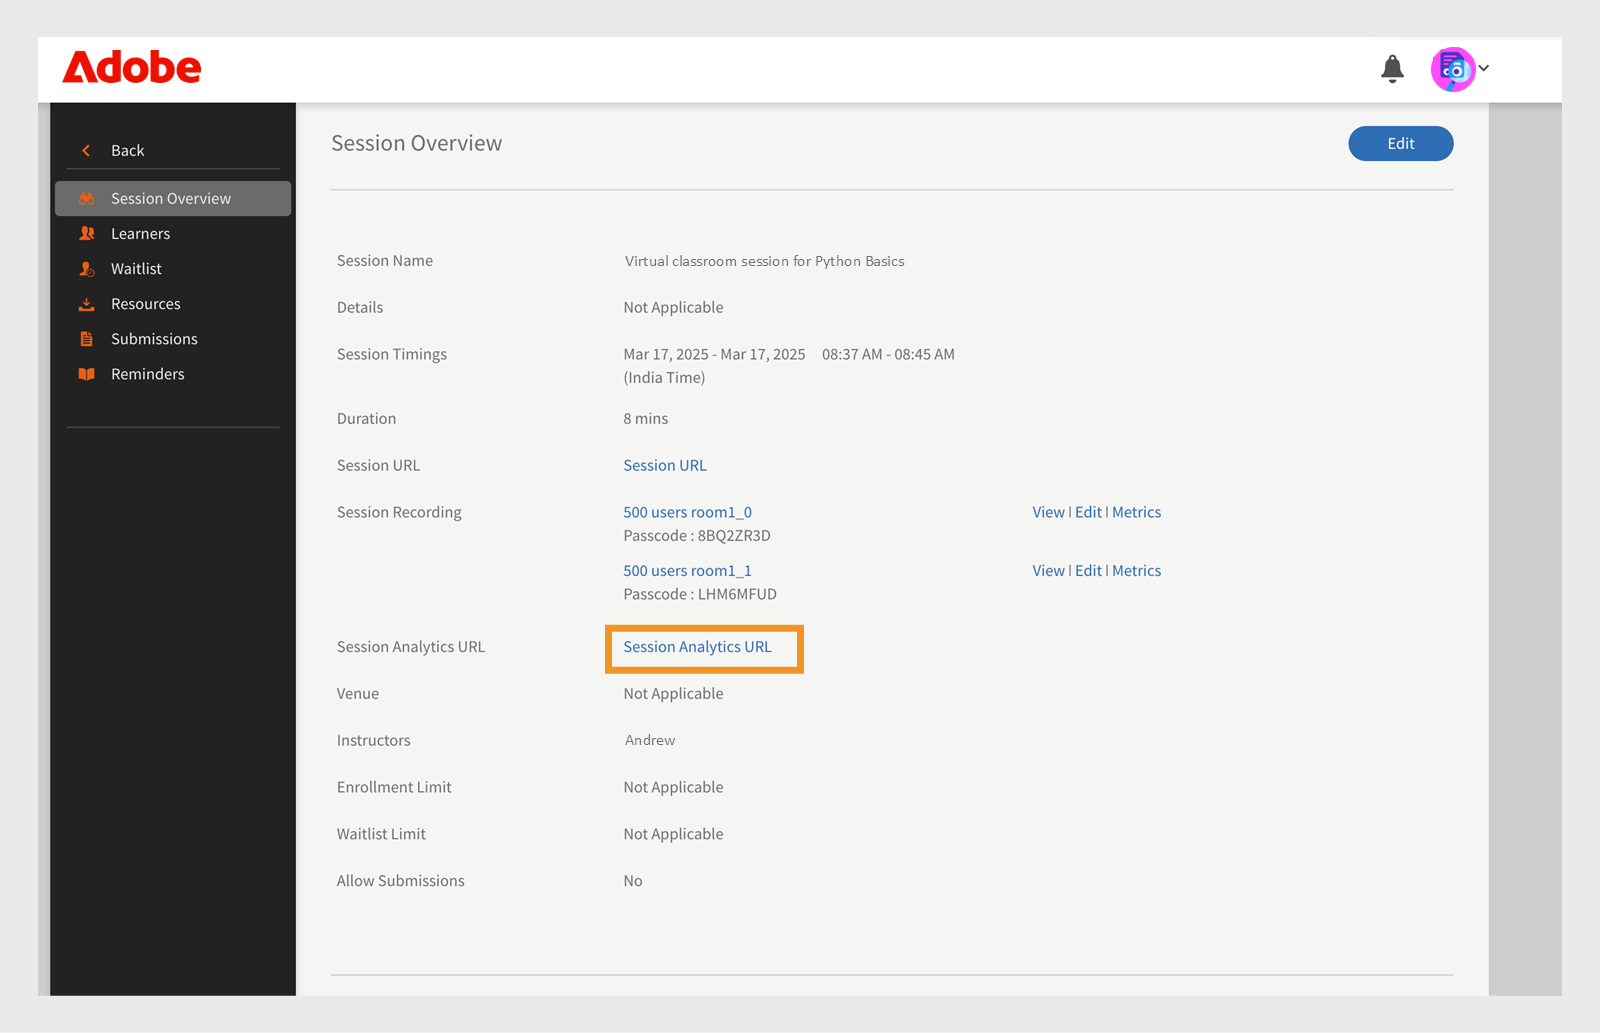 Adobe
Back
Session Overview
Learners
Waitlist
Resources
Submissions
Reminders
Session Overview
Edit
Session Name Virtual classroom session for Python Basics
Details Not Applicable
Session Timings Mar 17, 2025 - Mar 17, 2025 08:37 AM - 08:45 AM
(India Time)
Duration 8 mins
Session URL Session URL
Session Recording 500 users room1_0 View | Edit | Metrics
Passcode : 8BQ2ZR3D
500 users room1_1 View | Edit | Metrics
Passcode : LHM6MFUD
Session Analytics URL Session Analytics URL
Venue Not Applicable
Instructors Andrew
Enrollment Limit Not Applicable
Waitlist Limit Not Applicable
Allow Submissions No